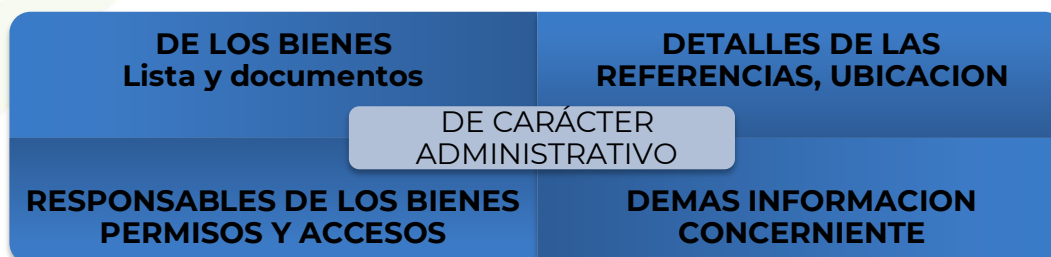 DE LOS BIENES
Lista y documentos
DETALLES DE LAS
REFERENCIAS, UBICACION
DE CARÁCTER
ADMINISTRATIVO
RESPONSABLES DE LOS BIENES
PERMISOS Y ACCESOS
DEMAS INFORMACION
CONCERNIENTE